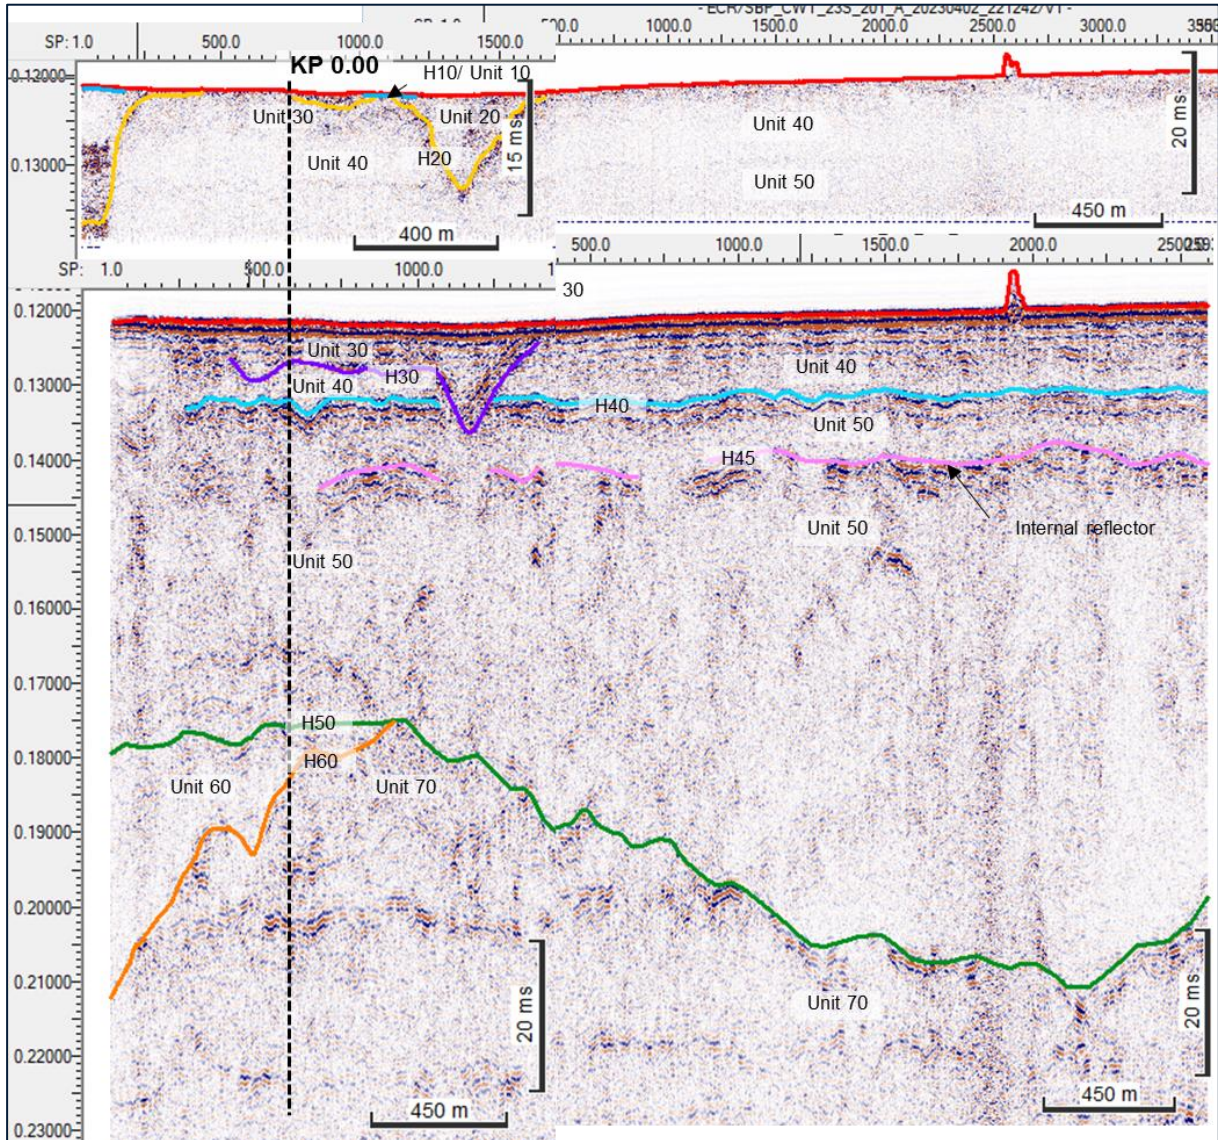 - ECR/SBP_CWT_23S_201_A_20230402_221242/V1 -
SP: 1.0 500.0 1000.0 1500.0
500.0 1000.0 1500.0 2000.0 2500.0 3000.0
KP 0.00
H10/ Unit 10
0.12000
Unit 30
Unit 20
Unit 40
20 ms
Unit 40
H20
15 ms
0.13000
Unit 50
400 m
450 m
SP: 1.0 500.0 1000.0
500.0 1000.0 1500.0 2000.0
30
0.12000
Unit 30
Unit 40
0.13000
Unit 40
H30
H40
Unit 50
0.14000
H45
Unit 50
Internal reflector
0.15000
Unit 50
0.16000
0.17000
H50
0.18000
H60
Unit 60
Unit 70
0.19000
0.20000
0.21000
Unit 70
20 ms
20 ms
0.22000
450 m
450 m
0.23000